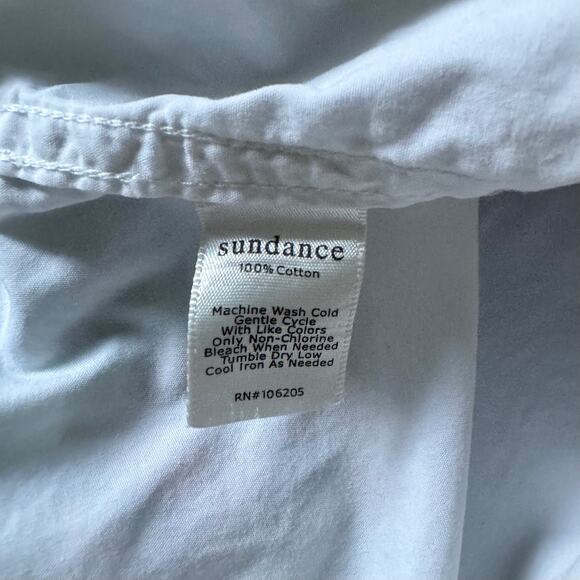 sundance
100% Cotton
Machine Wash Cold
Gentle Cycle
With Like Colors
Only Non-Chlorine
Bleach When Needed
Tumble Dry Low
Cool Iron As Needed
RN#106205